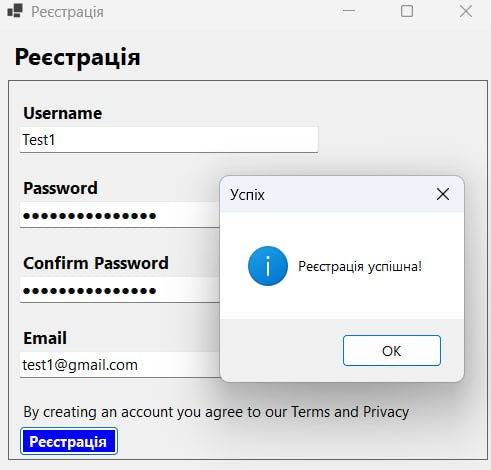 Реєстрація
Реєстрація
Username
Test1
Password
●●●●●●●●●●●●●●●
Успіх
Реєстрація успішна!
OK
Confirm Password
●●●●●●●●●●●●●●●
Email
test1@gmail.com
By creating an account you agree to our Terms and Privacy
Реєстрація